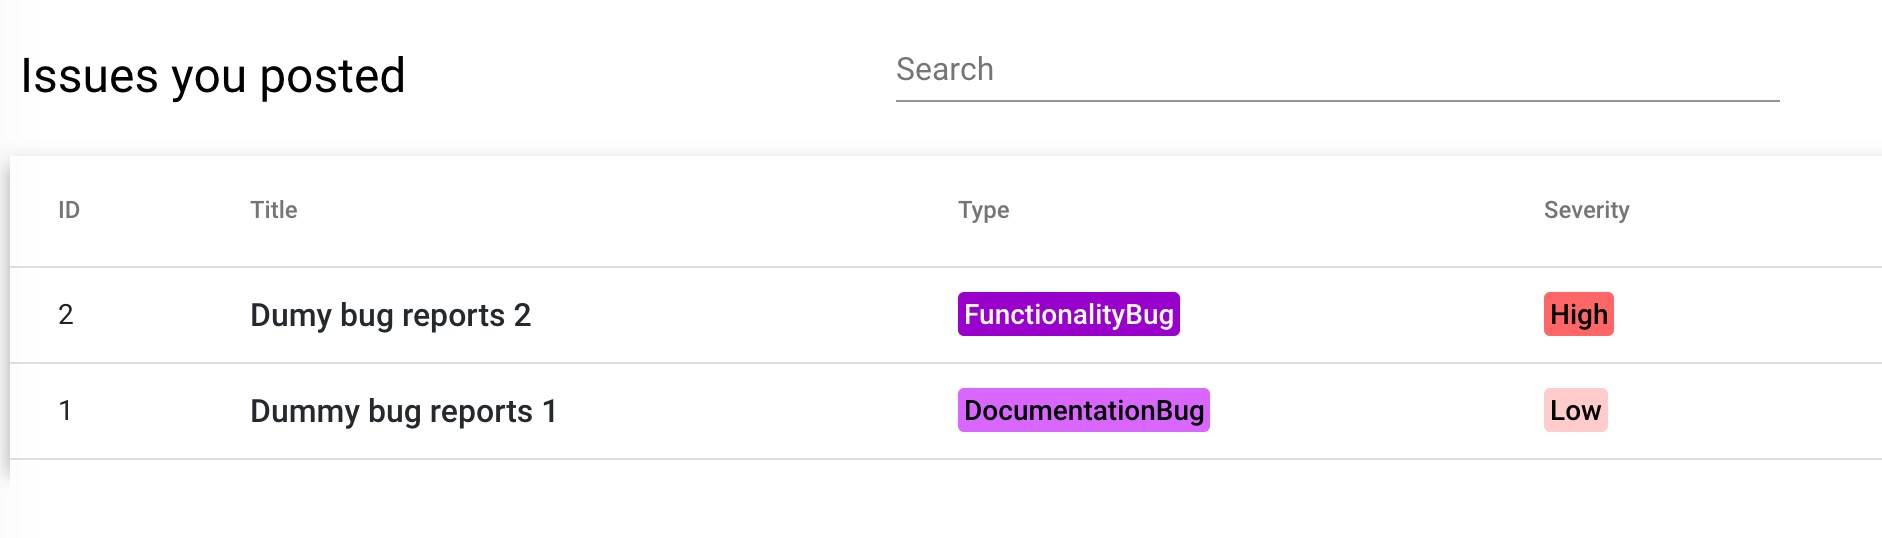 Issues you posted
Search
ID Title Type Severity
2 Dumy bug reports 2 FunctionalityBug High
1 Dummy bug reports 1 DocumentationBug Low